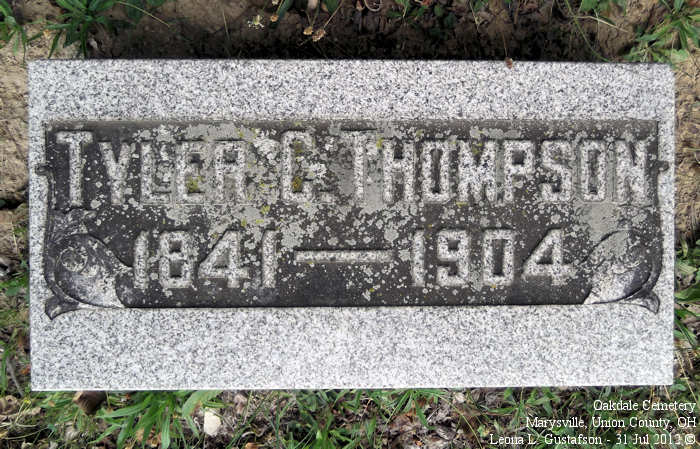 TYLER C. THOMPSON
1841 — 1904
Oakdale Cemetery
Marysville, Union County, OH
Leona L. Gustafson - 31 Jul 2012 ©